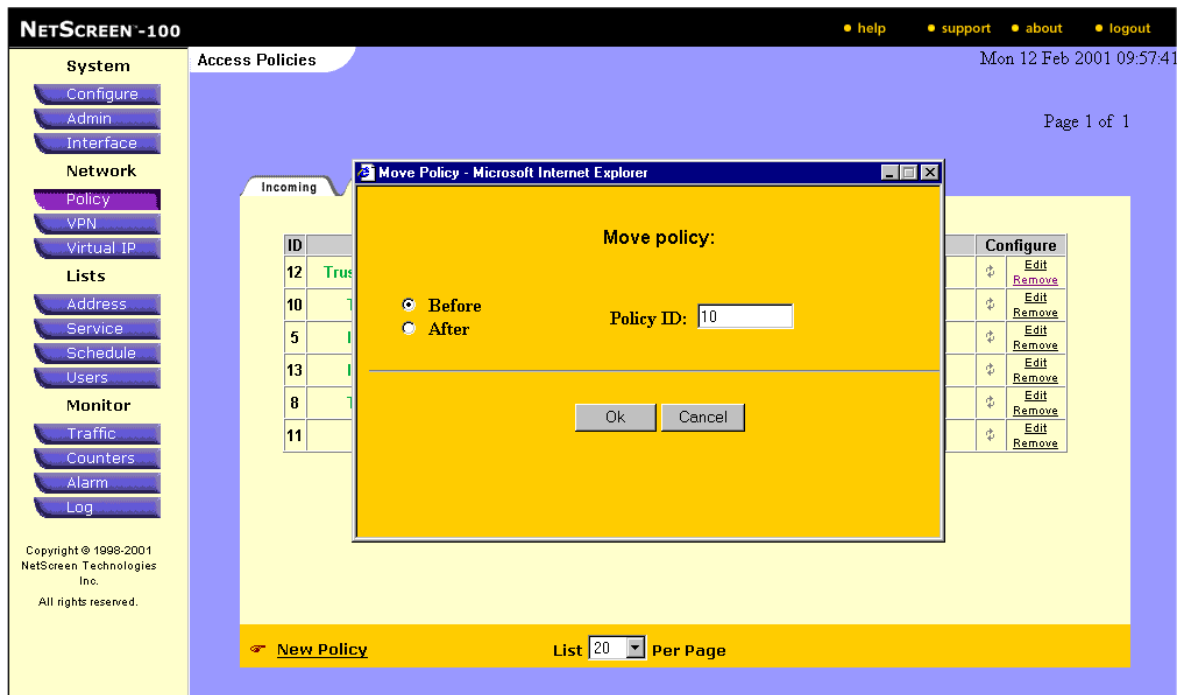 NETSCREEN™-100
help support about logout
System
Configure
Admin
Interface
Network
Policy
VPN
Virtual IP
Lists
Address
Service
Schedule
Users
Monitor
Traffic
Counters
Alarm
Log
Copyright © 1998-2001
NetScreen Technologies
Inc.
All rights reserved.
Access Policies
Mon 12 Feb 2001 09:57:41
Page 1 of 1
Incoming
ID Configure
12 Edit
Remove
10 Edit
Remove
5 Edit
Remove
13 Edit
Remove
8 Edit
Remove
11 Edit
Remove
Move Policy - Microsoft Internet Explorer
Move policy:
Before
After
Policy ID: 10
Ok Cancel
New Policy
List 20 Per Page